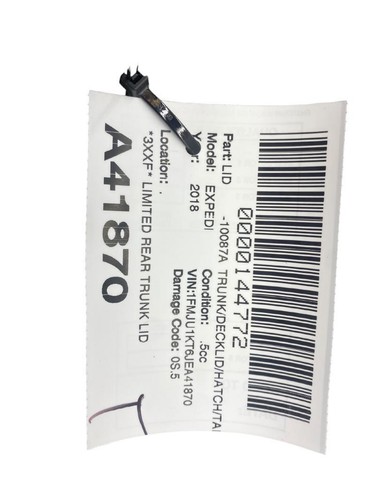 0000144772
Part: LID -10087A TRUNK/DECKLID/HATCH/TAI
Model: EXPEDI Condition: .5cc
2018 VIN:1FMJU1KT6JEA41870
Location: . Damage Code: 0S.5
*3XXF* LIMITED REAR TRUNK LID
A41870